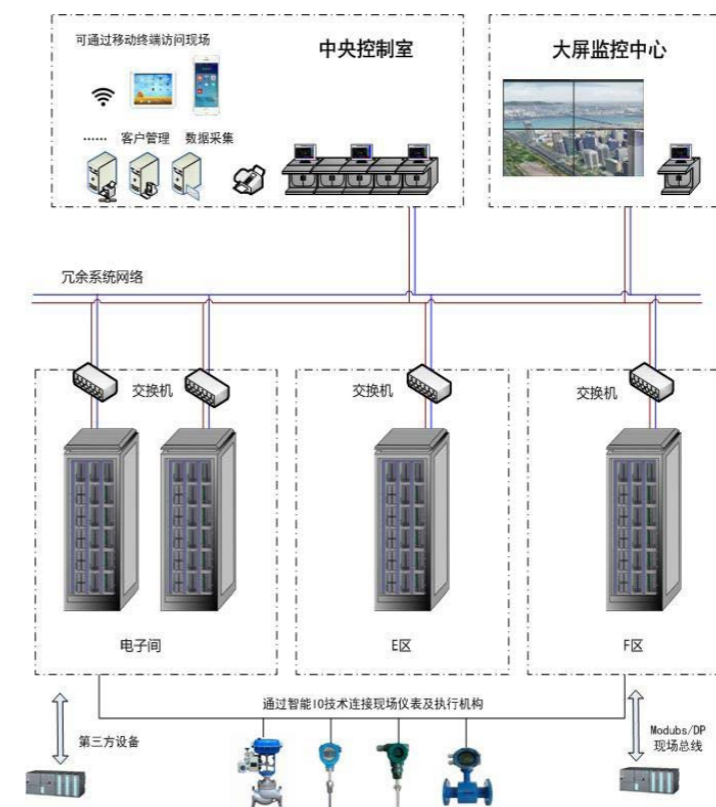 可通过移动终端访问现场
中央控制室
大屏监控中心
······ 客户管理 数据采集
冗余系统网络
交换机
交换机
交换机
电子间
E区
F区
通过智能IO技术连接现场仪表及执行机构
第三方设备
Modubs/DP
现场总线